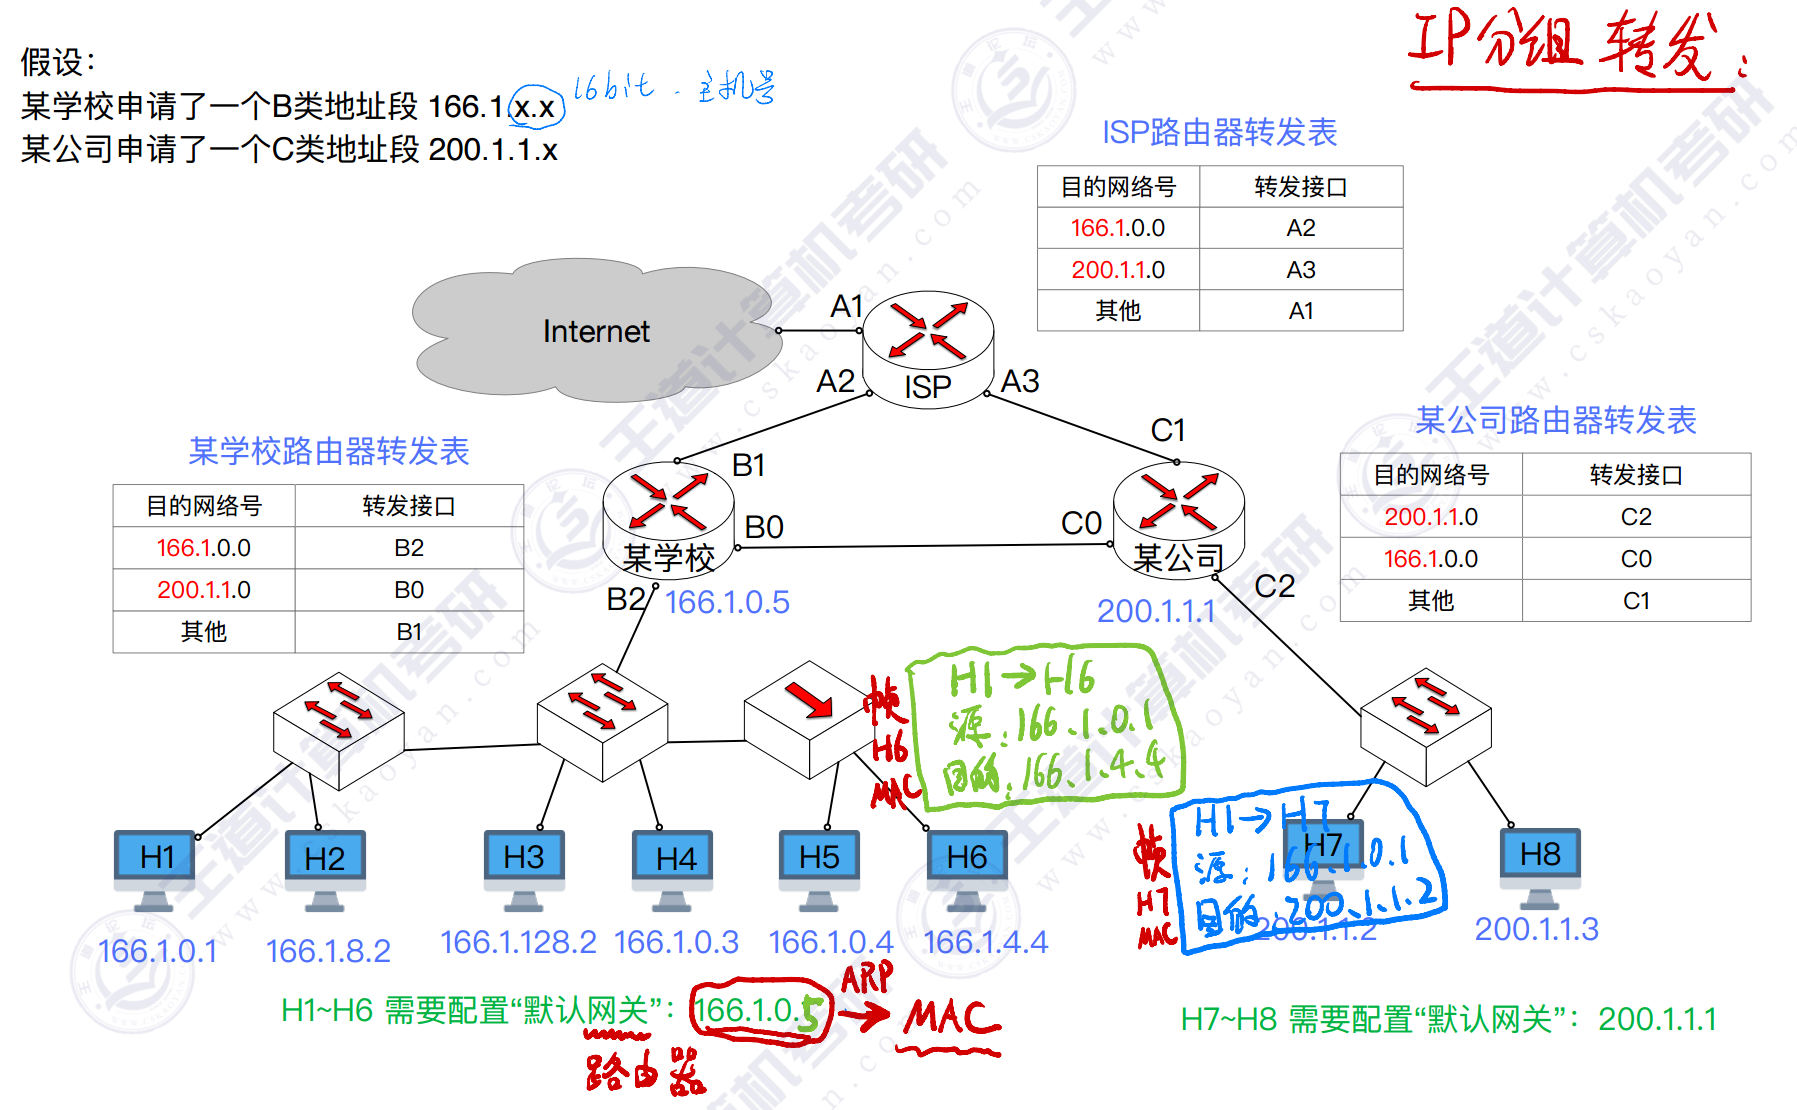 IP分组转发:
假设:
某学校申请了一个B类地址段 166.1.x.x
16bit. 主机号
某公司申请了一个C类地址段 200.1.1.x
ISP路由器转发表
目的网络号 转发接口
166.1.0.0 A2
200.1.1.0 A3
其他 A1
Internet
A1
A2
ISP
A3
某学校路由器转发表
目的网络号 转发接口
166.1.0.0 B2
200.1.1.0 B0
其他 B1
B1
B0
某学校
B2
166.1.0.5
C1
C0
某公司
C2
200.1.1.1
某公司路由器转发表
目的网络号 转发接口
200.1.1.0 C2
166.1.0.0 C0
其他 C1
帧
H6
MAC
H1→H6
源:166.1.0.1
目的:166.1.4.4
帧
H7
MAC
H1→H7
源:166.1.0.1
目的:200.1.1.2
H1 H2 H3 H4 H5 H6 H7 H8
166.1.0.1 166.1.8.2 166.1.128.2 166.1.0.3 166.1.0.4 166.1.4.4 200.1.1.2 200.1.1.3
H1~H6 需要配置“默认网关”：166.1.0.5
ARP
MAC
路由器
H7~H8 需要配置“默认网关”：200.1.1.1
王道计算机考研
www.cskaoyan.com